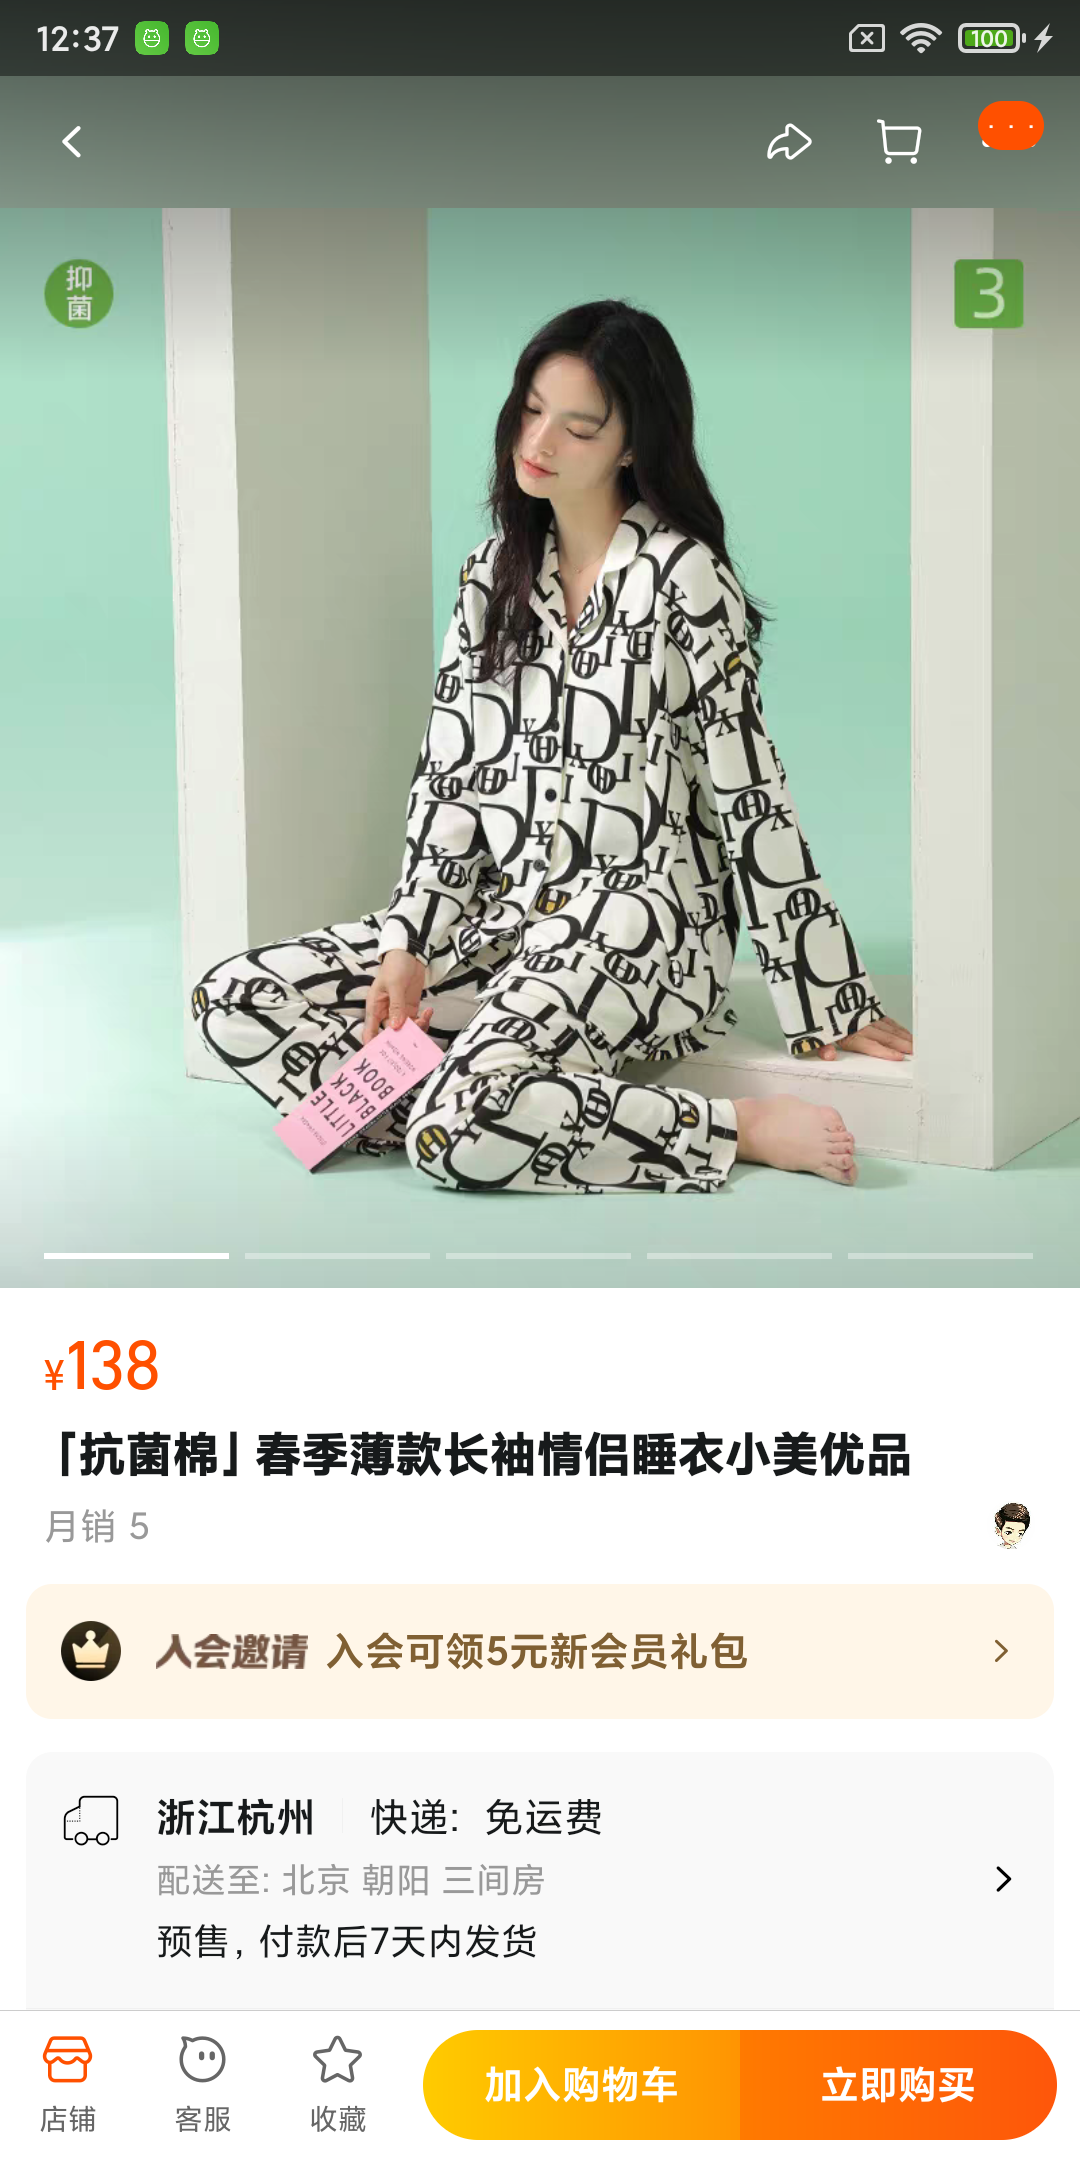 12:37
100
抑菌
3
LITTLE
BLACK
BOOK
¥138
「抗菌棉」春季薄款长袖情侣睡衣小美优品
月销 5
入会邀请 入会可领5元新会员礼包
浙江杭州 快递: 免运费
配送至: 北京 朝阳 三间房
预售, 付款后7天内发货
店铺 客服 收藏 加入购物车 立即购买